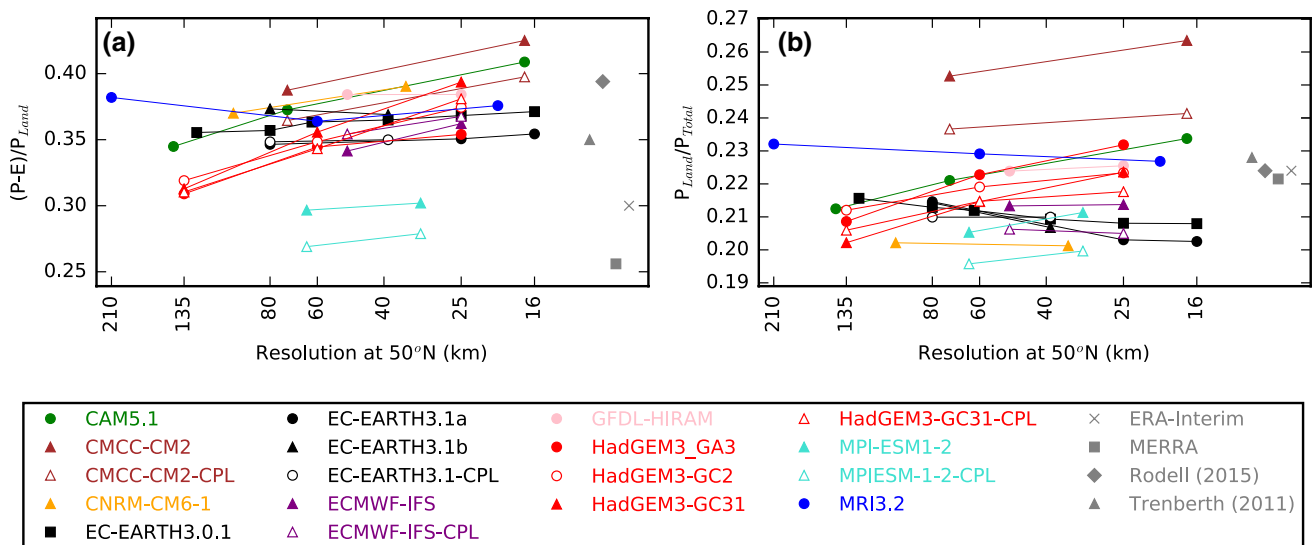 (a)
(P-E)/P_Land
0.40
0.35
0.30
0.25
210
135
80
60
40
25
16
Resolution at 50°N (km)
(b)
P_Land/P_Total
0.27
0.26
0.25
0.24
0.23
0.22
0.21
0.20
0.19
210
135
80
60
40
25
16
Resolution at 50°N (km)
CAM5.1
CMCC-CM2
CMCC-CM2-CPL
CNRM-CM6-1
EC-EARTH3.0.1
EC-EARTH3.1a
EC-EARTH3.1b
EC-EARTH3.1-CPL
ECMWF-IFS
ECMWF-IFS-CPL
GFDL-HIRAM
HadGEM3_GA3
HadGEM3-GC2
HadGEM3-GC31
HadGEM3-GC31-CPL
MPI-ESM1-2
MPIESM-1-2-CPL
MRI3.2
ERA-Interim
MERRA
Rodell (2015)
Trenberth (2011)